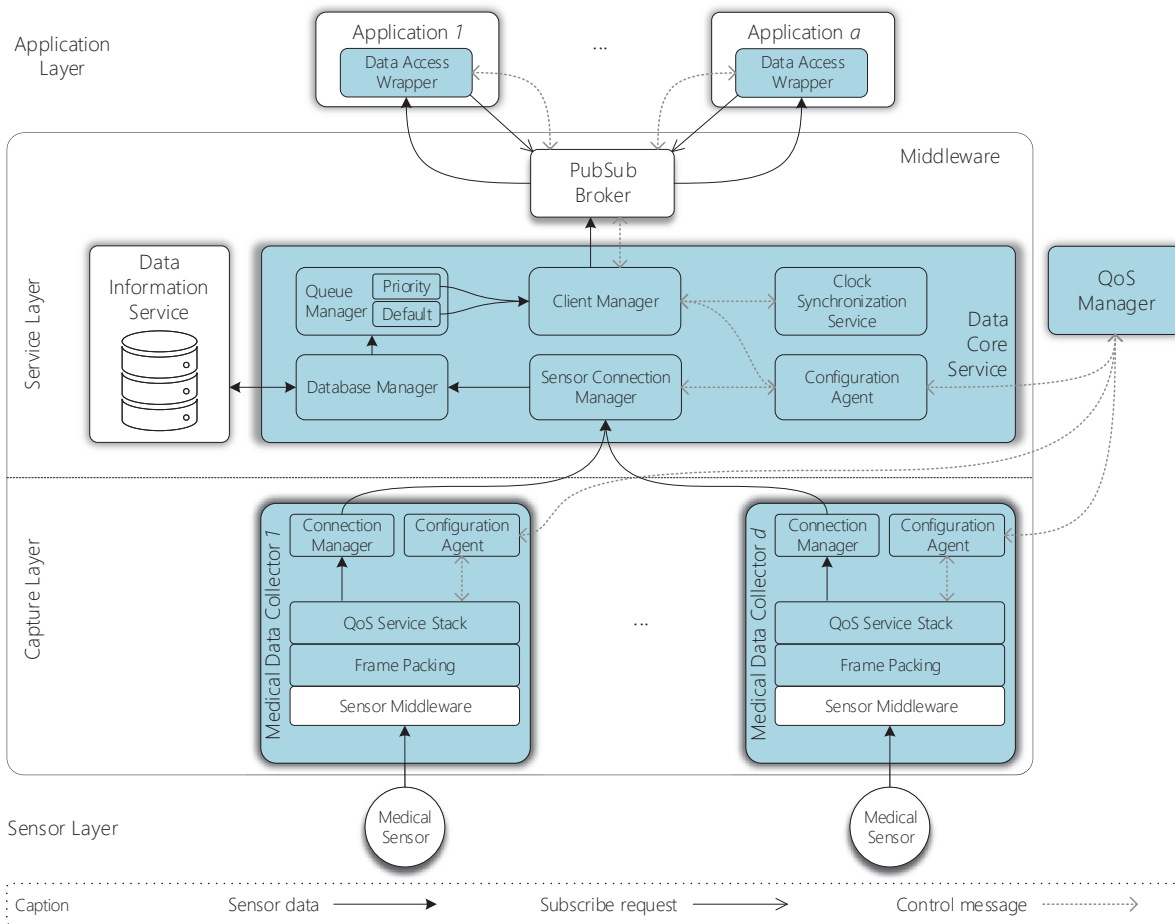 Application
Layer
Application 1
Data Access
Wrapper
...
Application a
Data Access
Wrapper
Middleware
PubSub
Broker
Service Layer
Data
Information
Service
Queue
Manager
Priority
Default
Client Manager
Clock
Synchronization
Service
Data
Core
Service
QoS
Manager
Database Manager
Sensor Connection
Manager
Configuration
Agent
Capture Layer
Medical Data Collector 1
Connection
Manager
Configuration
Agent
QoS Service Stack
Frame Packing
Sensor Middleware
...
Medical Data Collector d
Connection
Manager
Configuration
Agent
QoS Service Stack
Frame Packing
Sensor Middleware
Sensor Layer
Medical
Sensor
Medical
Sensor
Caption
Sensor data
Subscribe request
Control message